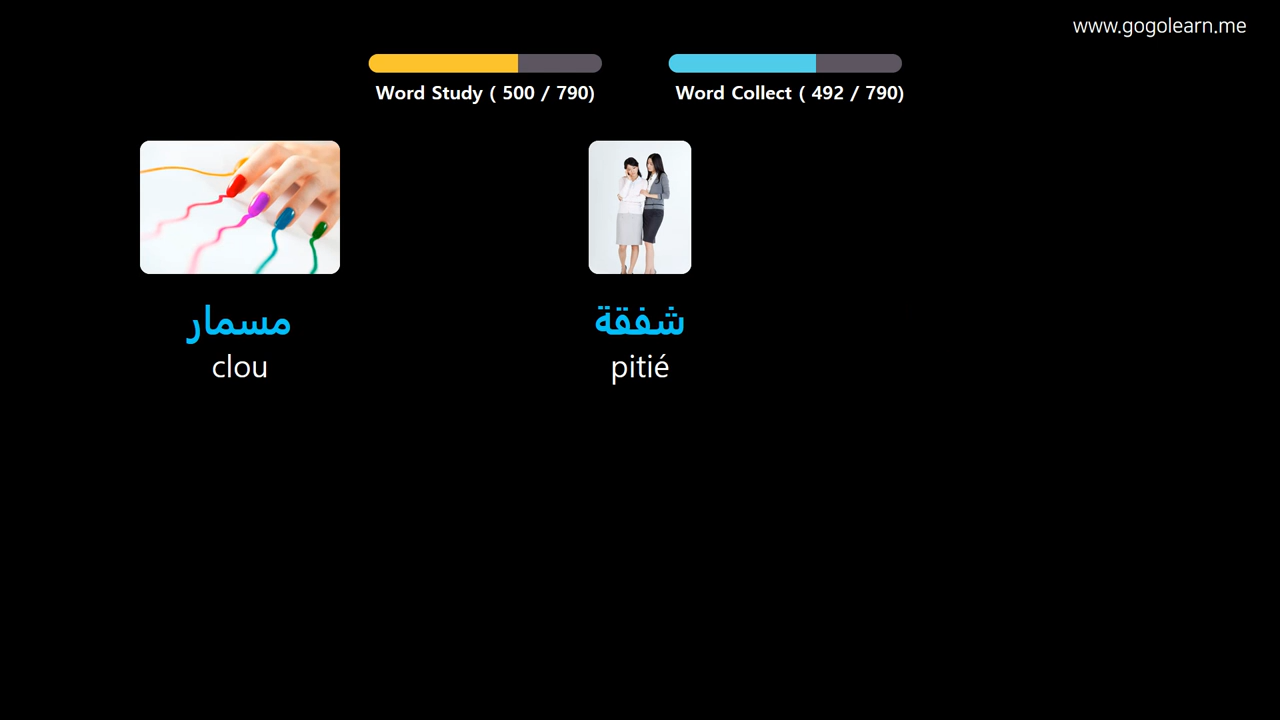 www.gogolearn.me
Word Study ( 500 / 790)
Word Collect ( 492 / 790)
مسمار
clou
شفقة
pitié